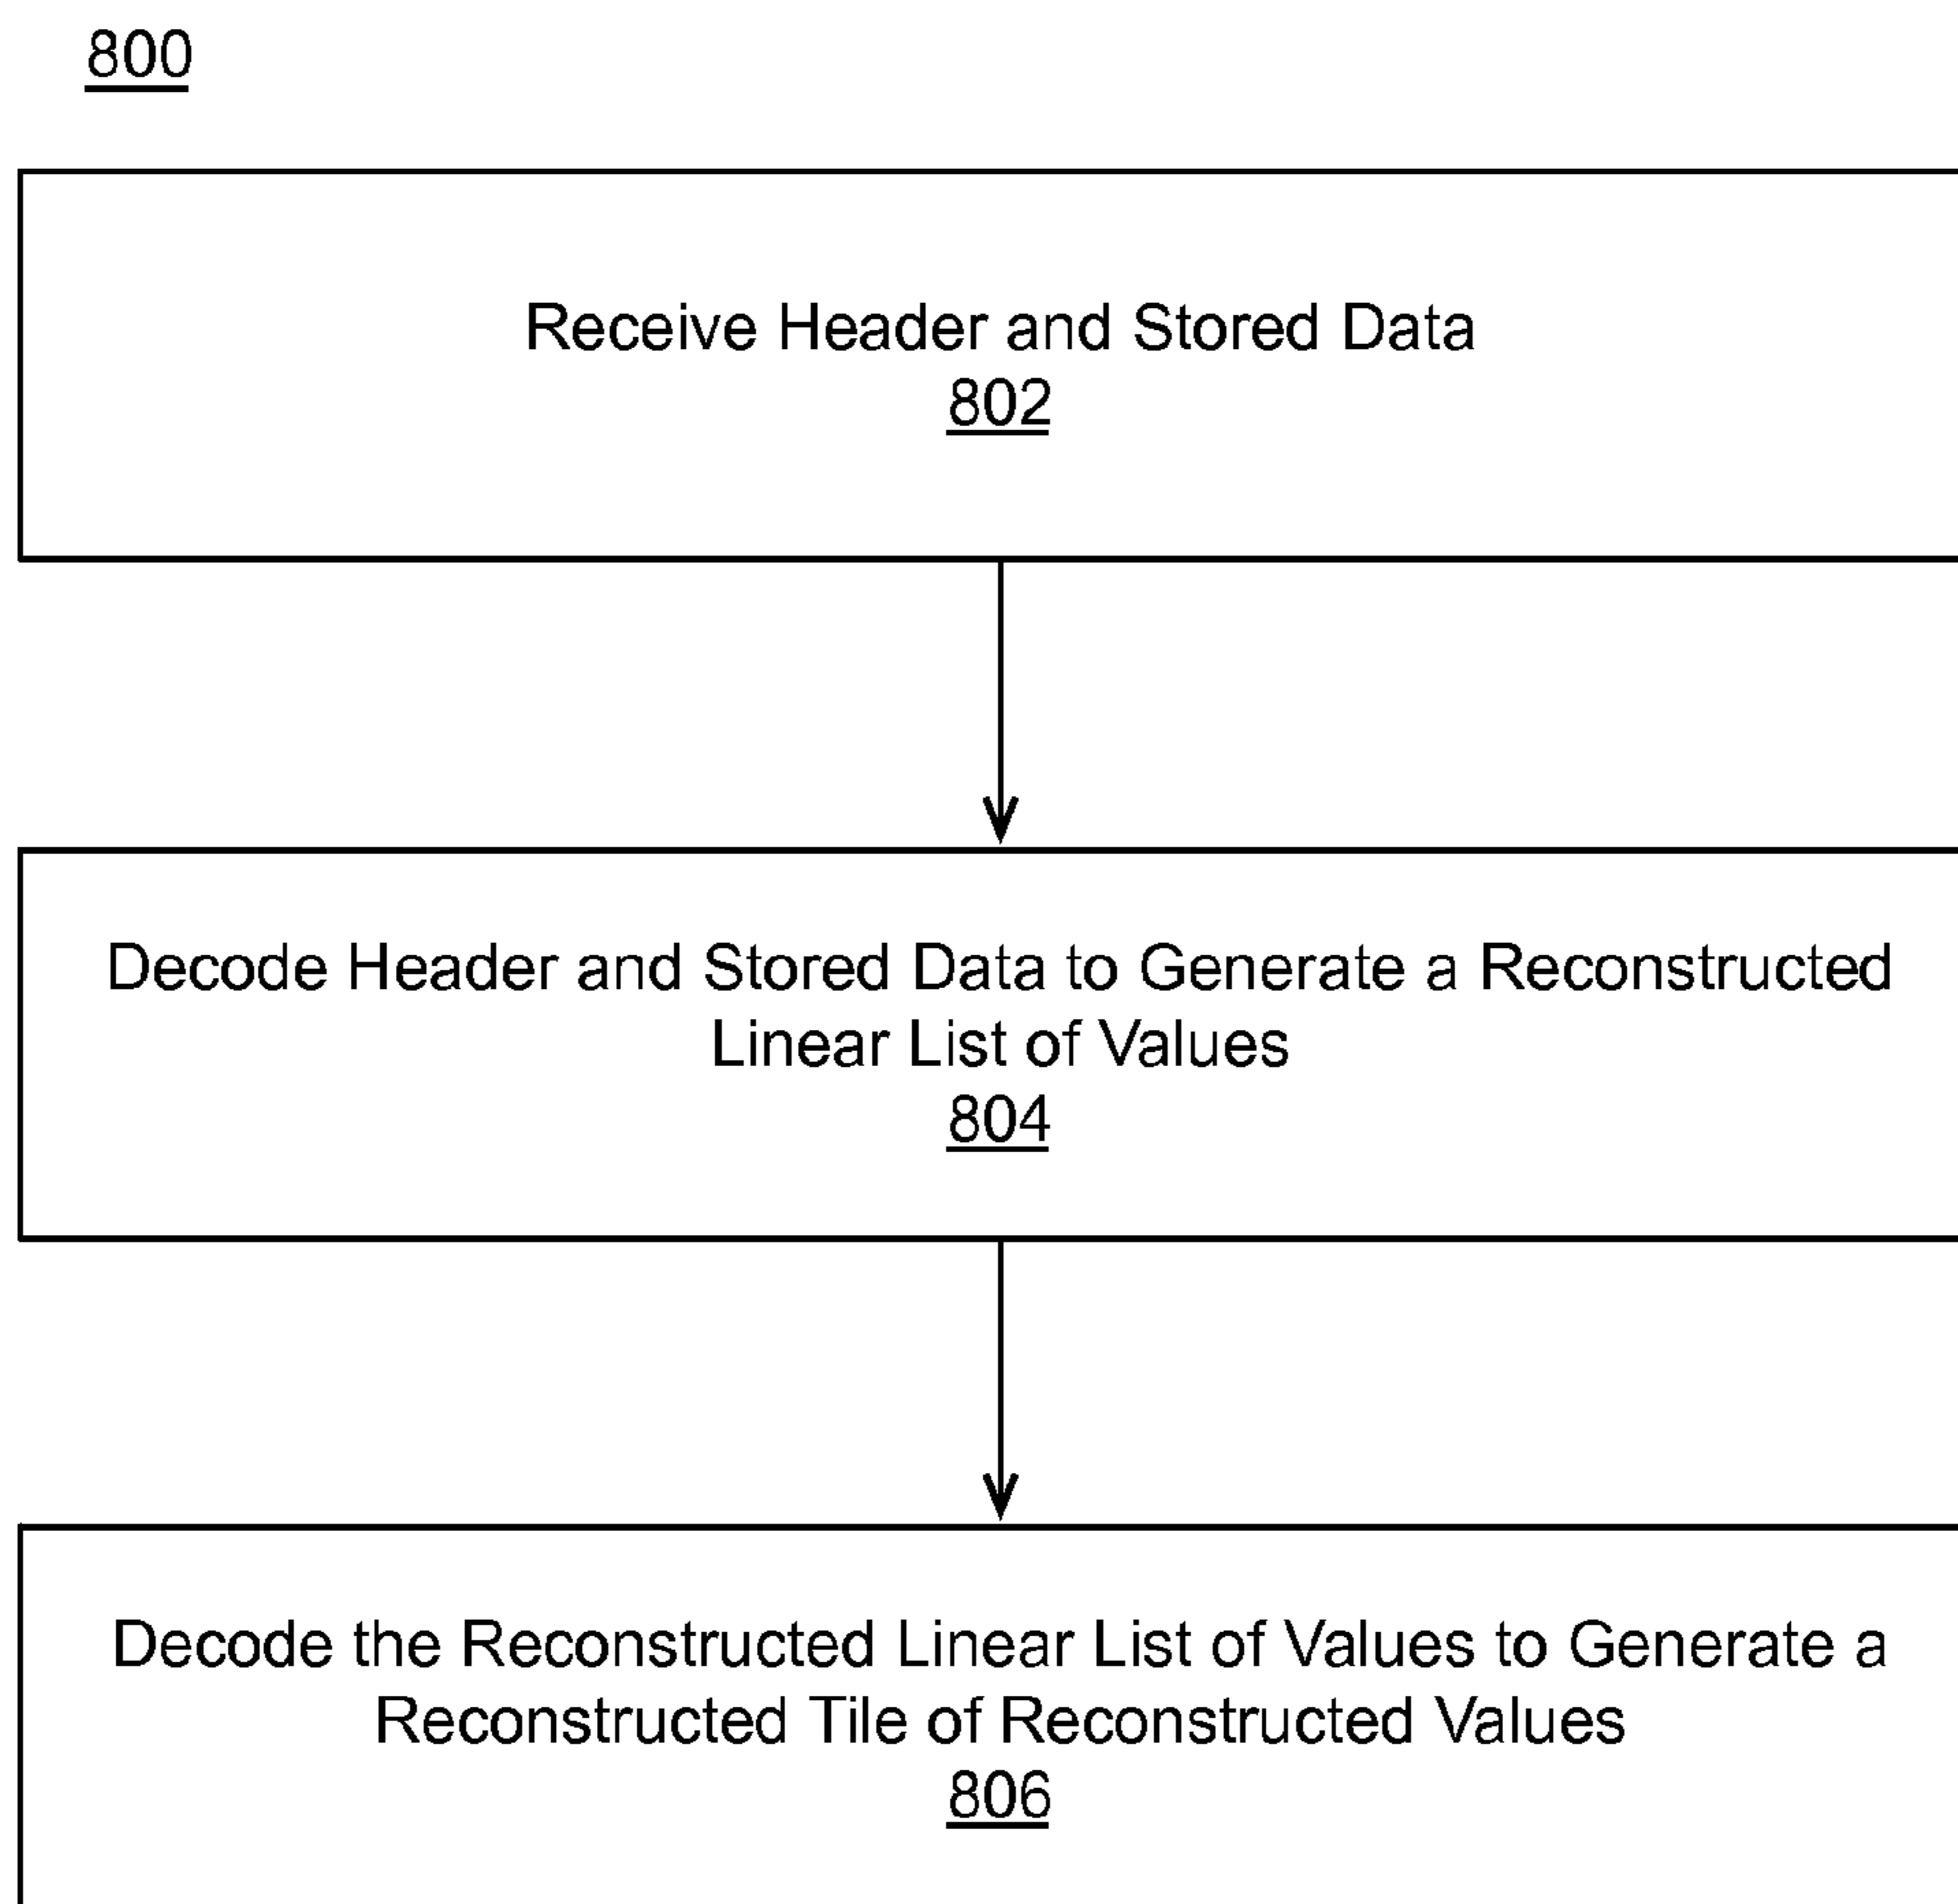 800
Receive Header and Stored Data
802
Decode Header and Stored Data to Generate a Reconstructed
Linear List of Values
804
Decode the Reconstructed Linear List of Values to Generate a
Reconstructed Tile of Reconstructed Values
806